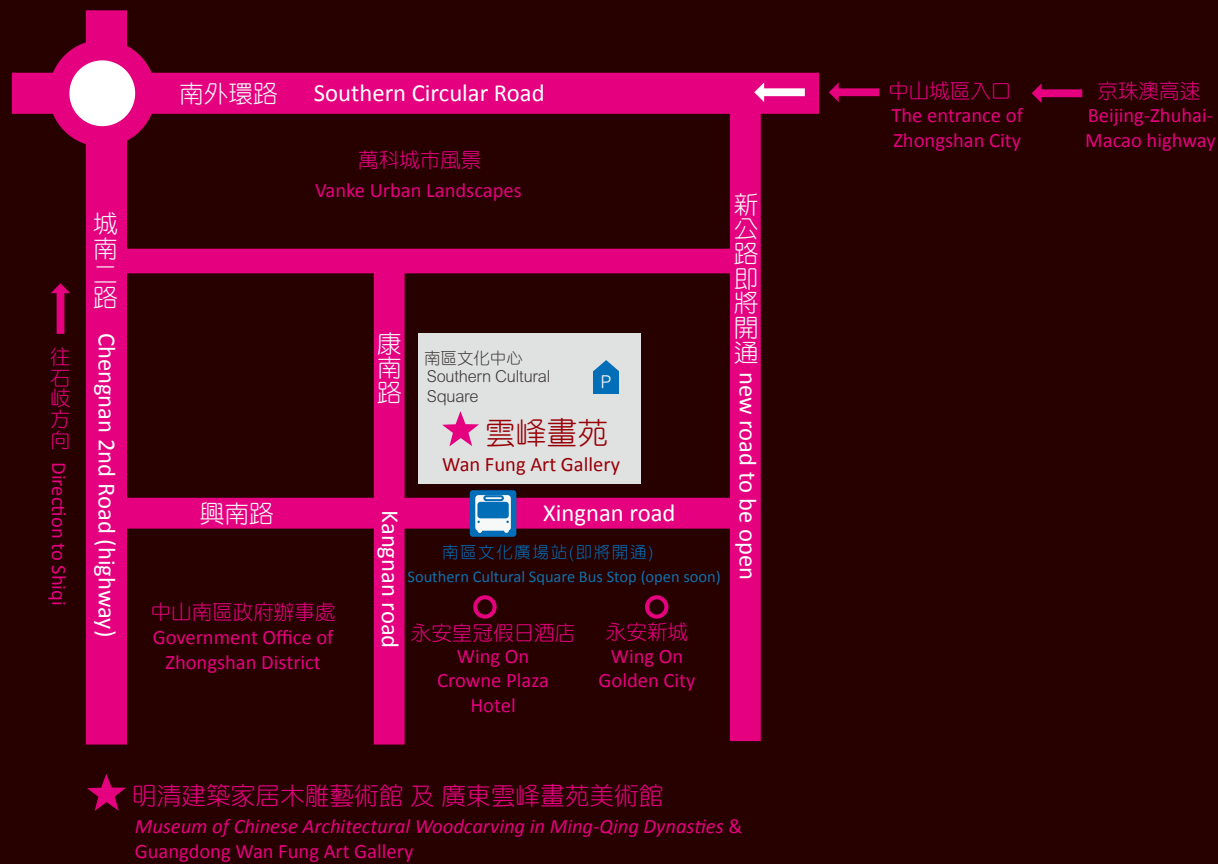 南外環路 Southern Circular Road
中山城區入口
The entrance of
Zhongshan City
京珠澳高速
Beijing-Zhuhai-
Macao highway
萬科城市風景
Vanke Urban Landscapes
城南二路 Chengnan 2nd Road (highway)
往石岐方向 Direction to Shiqi
康南路
Kangnan road
新公路即將開通 new road to be open
南區文化中心
Southern Cultural
Square
P
雲峰畫苑
Wan Fung Art Gallery
興南路
Xingnan road
南區文化廣場站(即將開通)
Southern Cultural Square Bus Stop (open soon)
中山南區政府辦事處
Government Office of
Zhongshan District
永安皇冠假日酒店
Wing On
Crowne Plaza
Hotel
永安新城
Wing On
Golden City
明清建築家居木雕藝術館 及 廣東雲峰畫苑美術館
Museum of Chinese Architectural Woodcarving in Ming-Qing Dynasties &
Guangdong Wan Fung Art Gallery